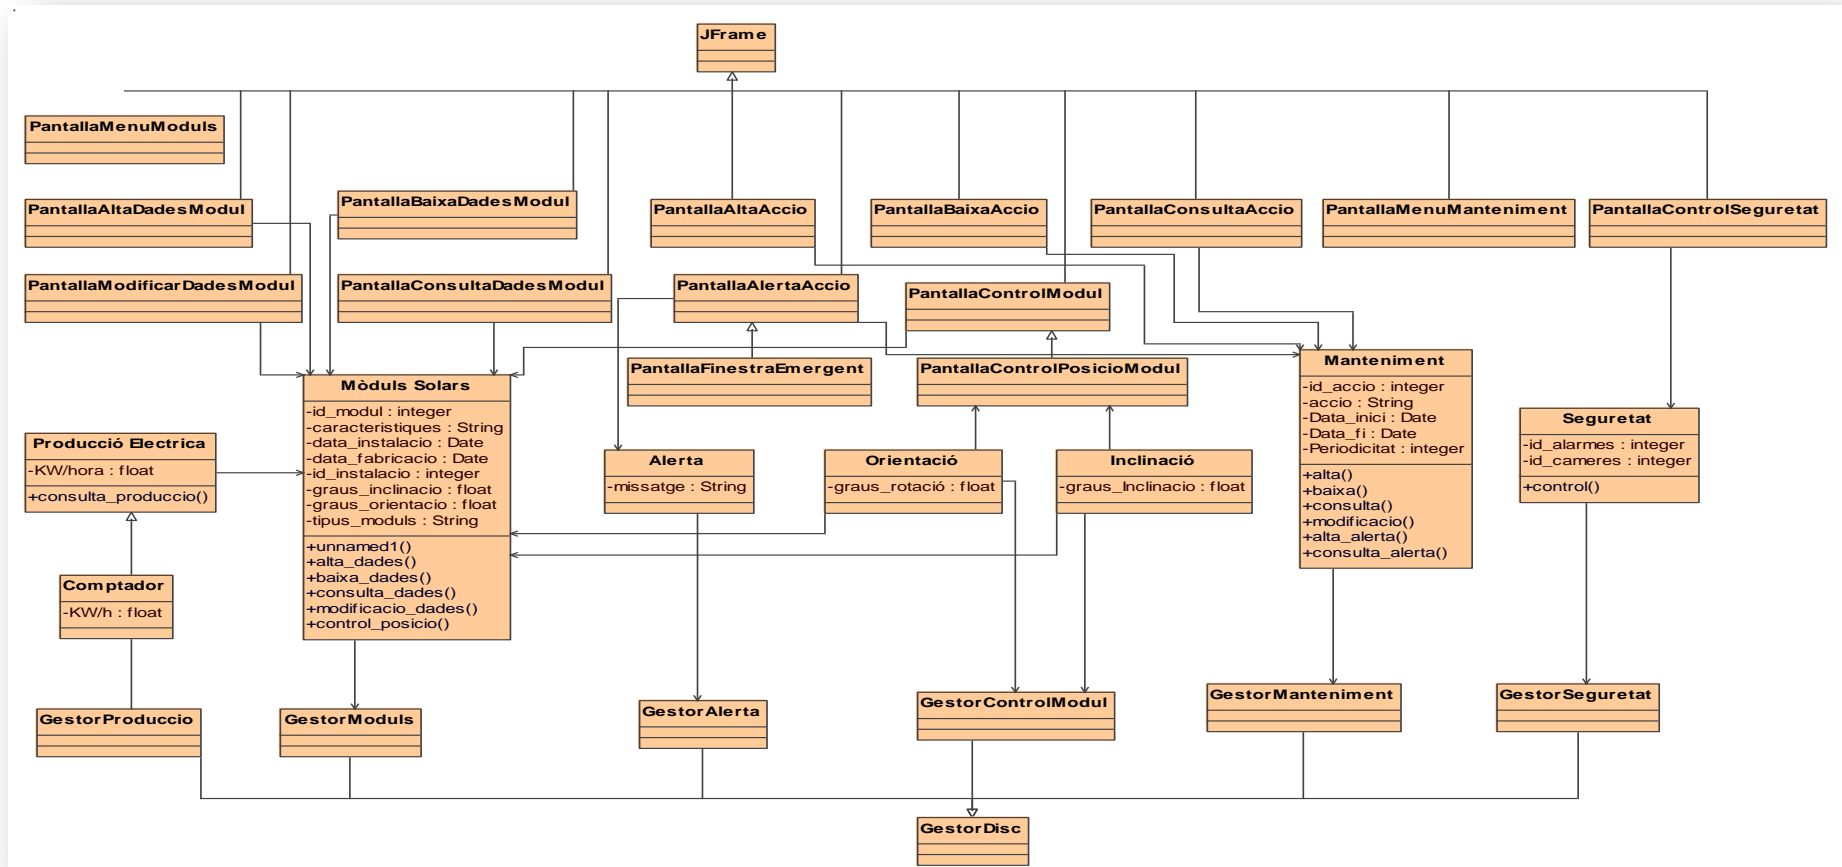 JFrame
PantallaMenuModuls
PantallaAltaDadesModul
PantallaBaixaDadesModul
PantallaAltaAccio
PantallaBaixaAccio
PantallaConsultaAccio
PantallaMenuManteniment
PantallaControlSeguretat
PantallaModificarDadesModul
PantallaConsultaDadesModul
PantallaAlertaAccio
PantallaControlModul
PantallaFinestraEmergent
PantallaControlPosicioModul
Mòduls Solars
-id_modul : integer
-caracteristiques : String
-data_instalacio : Date
-data_fabricacio : Date
-id_instalacio : integer
-graus_inclinacio : float
-graus_orientacio : float
-tipus_moduls : String
+unnamed1()
+alta_dades()
+baixa_dades()
+consulta_dades()
+modificacio_dades()
+control_posicio()
Manteniment
-id_accio : integer
-accio : String
-Data_inici : Date
-Data_fi : Date
-Periodicitat : integer
+alta()
+baixa()
+consulta()
+modificacio()
+alta_alerta()
+consulta_alerta()
Seguretat
-id_alarmes : integer
-id_cameres : integer
+control()
Producció Electrica
-KW/hora : float
+consulta_produccio()
Alerta
-missatge : String
Orientació
-graus_rotació : float
Inclinació
-graus_Inclinacio : float
Comptador
-KW/h : float
GestorProduccio
GestorModuls
GestorAlerta
GestorControlModul
GestorManteniment
GestorSeguretat
GestorDisc